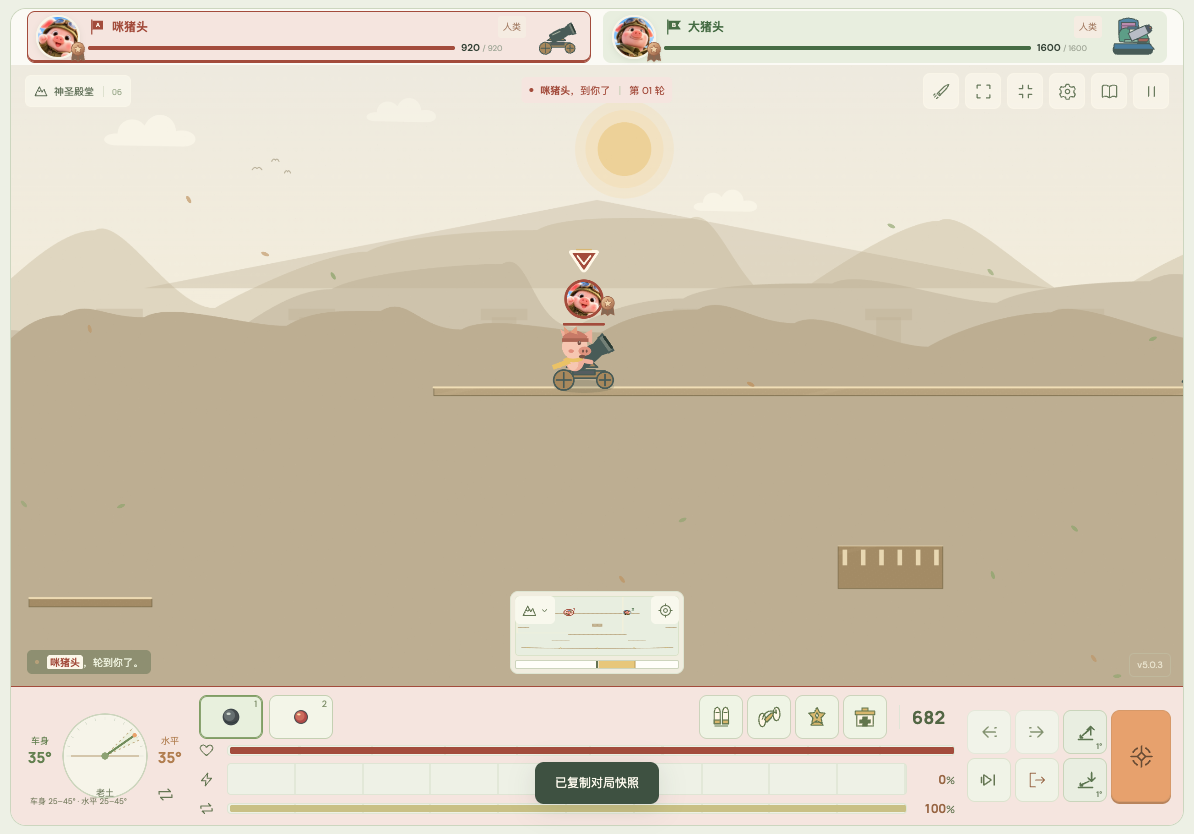 咪猪头
人类
920 / 920
大猪头
人类
1600 / 1600
神圣殿堂 06
咪猪头，到你了 第 01 轮
咪猪头，轮到你了。
v5.0.3
车身
35°
水平
35°
老土
车身 25–45° · 水平 25–45°
1
2
682
0%
100%
已复制对局快照
1°
1°